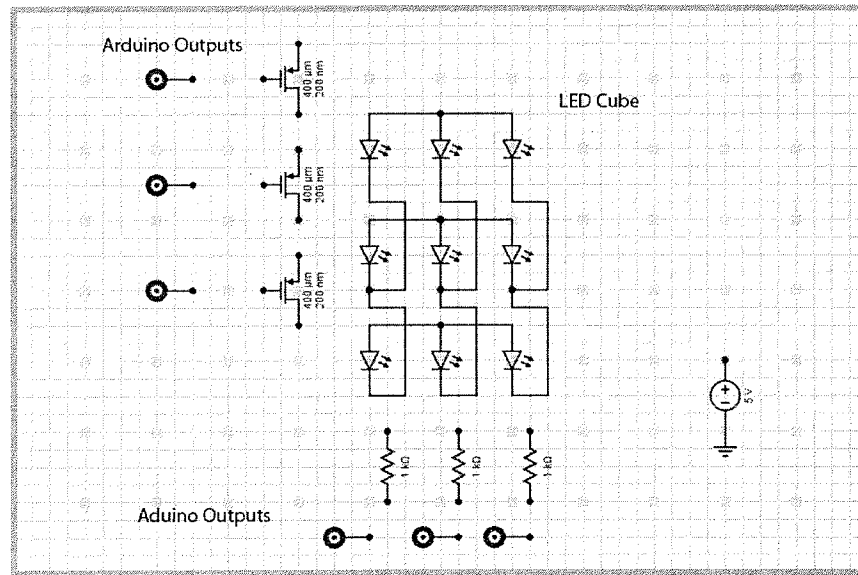 Arduino Outputs
400 µm
200 nm
LED Cube
400 µm
200 nm
400 µm
200 nm
5 V
1 kΩ
1 kΩ
1 kΩ
Aduino Outputs